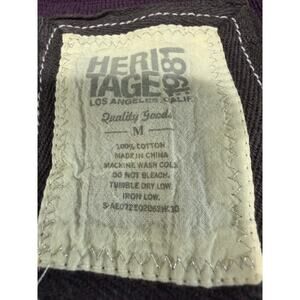 HERI
TAGE
1981
LOS ANGELES, CALIF.
Quality Goods
M
100% COTTON
MADE IN CHINA
MACHINE WASH COLD
DO NOT BLEACH.
TUMBLE DRY LOW.
IRON LOW.